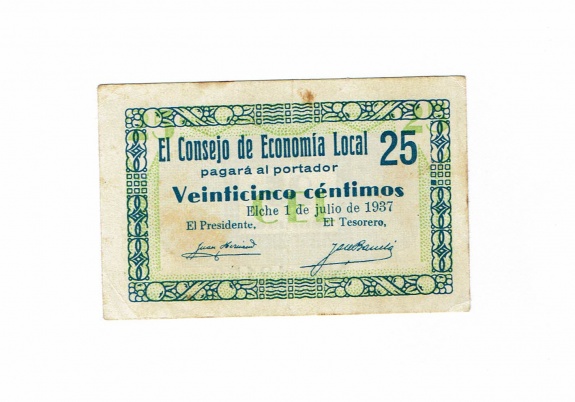 El Consejo de Economía Local 25
pagará al portador
Veinticinco céntimos
Elche 1 de julio de 1937
El Presidente, El Tesorero,
CEL